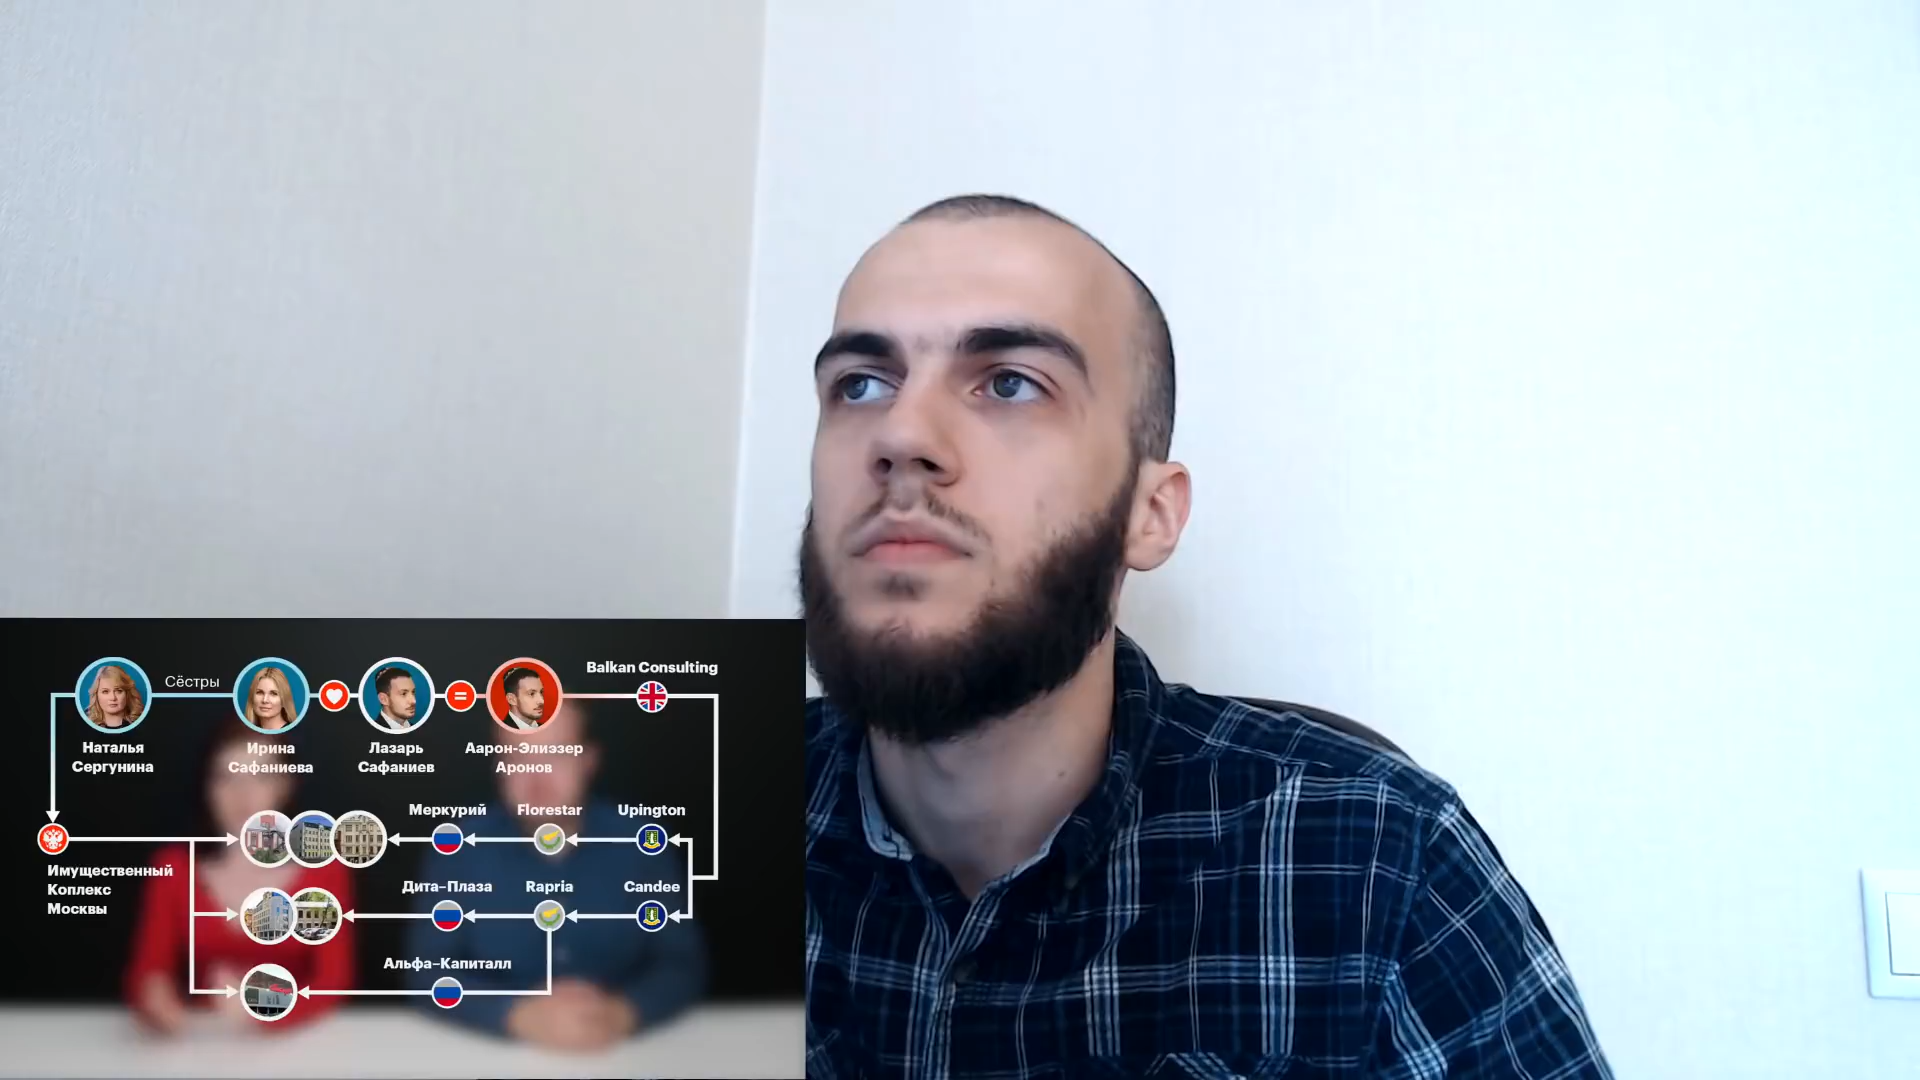 Balkan Consulting
Сёстры
Наталья
Сергунина
Ирина
Сафаниева
Лазарь
Сафаниев
Аарон-Элиэзер
Аронов
Меркурий
Florestar
Upington
Имущественный
Коплекс
Москвы
Дита-Плаза
Rapria
Candee
Альфа-Капиталл